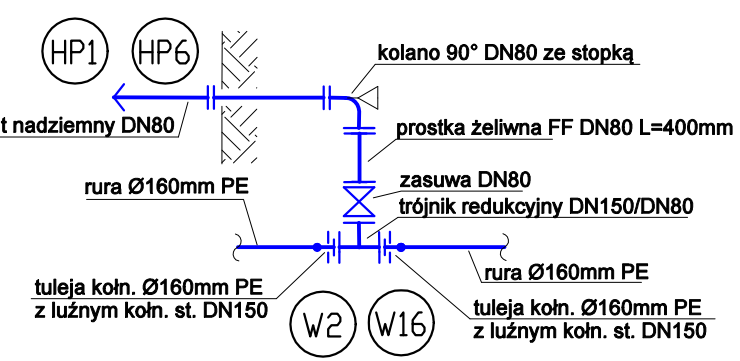 HP1
HP6
kolano 90° DN80 ze stopką
t nadziemny DN80
prostka żeliwna FF DN80 L=400mm
rura Ø160mm PE
zasuwa DN80
trójnik redukcyjny DN150/DN80
rura Ø160mm PE
tuleja kołn. Ø160mm PE
z luźnym kołn. st. DN150
tuleja kołn. Ø160mm PE
z luźnym kołn. st. DN150
W2
W16